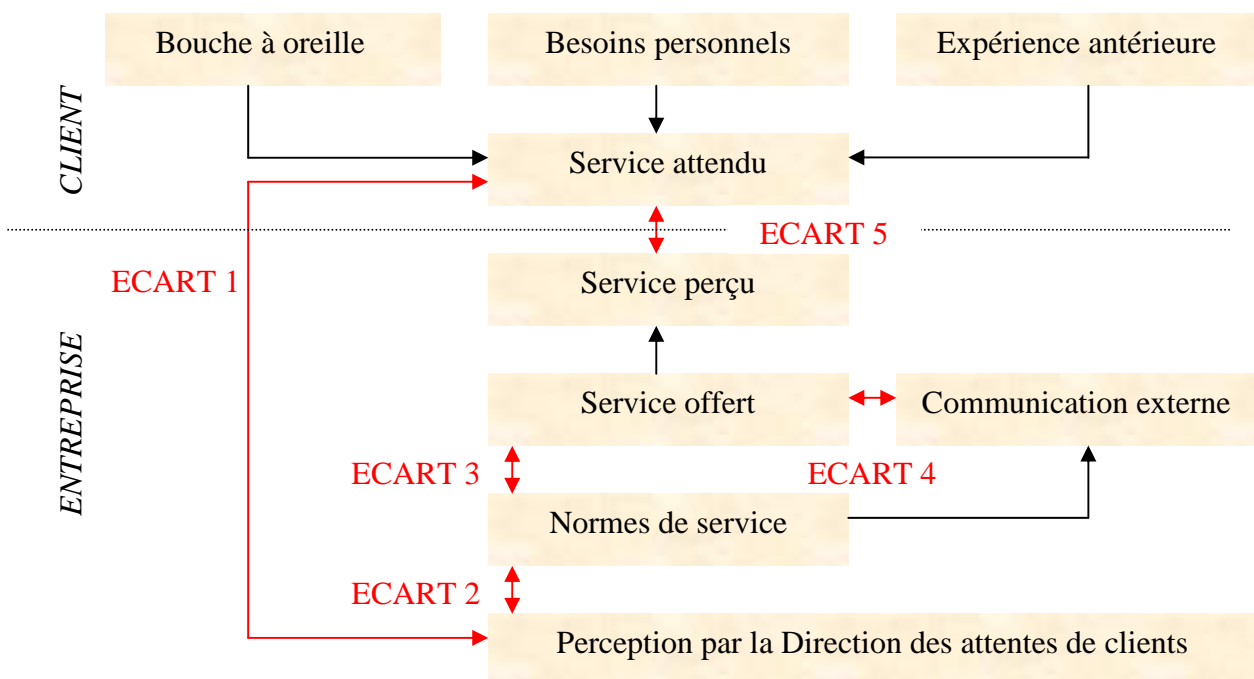 Bouche à oreille
Besoins personnels
Expérience antérieure
CLIENT
Service attendu
ECART 5
ECART 1
Service perçu
ENTREPRISE
Service offert
Communication externe
ECART 3
ECART 4
Normes de service
ECART 2
Perception par la Direction des attentes de clients